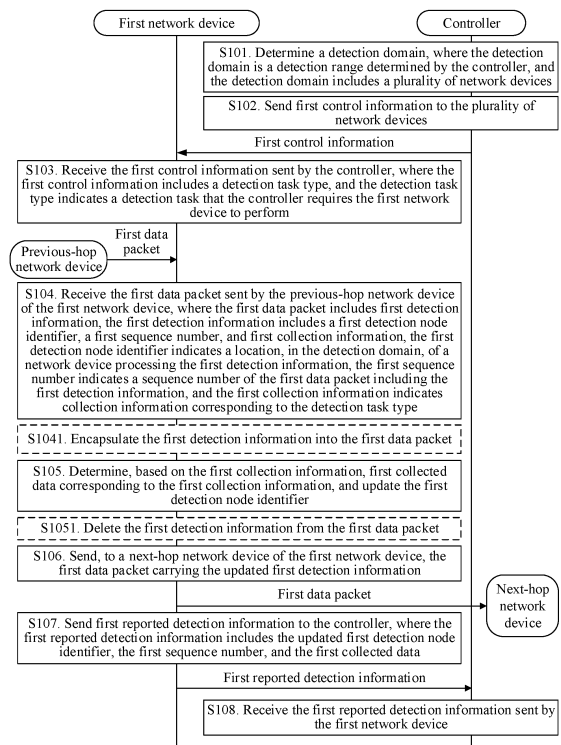 First network device
Controller
S101. Determine a detection domain, where the detection
domain is a detection range determined by the controller, and
the detection domain includes a plurality of network devices
S102. Send first control information to the plurality of
network devices
First control information
S103. Receive the first control information sent by the controller, where the
first control information includes a detection task type, and the detection task
type indicates a detection task that the controller requires the first network
device to perform
First data
packet
Previous-hop
network device
S104. Receive the first data packet sent by the previous-hop network device
of the first network device, where the first data packet includes first detection
information, the first detection information includes a first detection node
identifier, a first sequence number, and first collection information, the first
detection node identifier indicates a location, in the detection domain, of a
network device processing the first detection information, the first sequence
number indicates a sequence number of the first data packet including the
first detection information, and the first collection information indicates
collection information corresponding to the detection task type
S1041. Encapsulate the first detection information into the first data packet
S105. Determine, based on the first collection information, first collected
data corresponding to the first collection information, and update the first
detection node identifier
S1051. Delete the first detection information from the first data packet
S106. Send, to a next-hop network device of the first network device, the
first data packet carrying the updated first detection information
First data packet
Next-hop
network
device
S107. Send first reported detection information to the controller, where the
first reported detection information includes the updated first detection node
identifier, the first sequence number, and the first collected data
First reported detection information
S108. Receive the first reported detection information sent by
the first network device